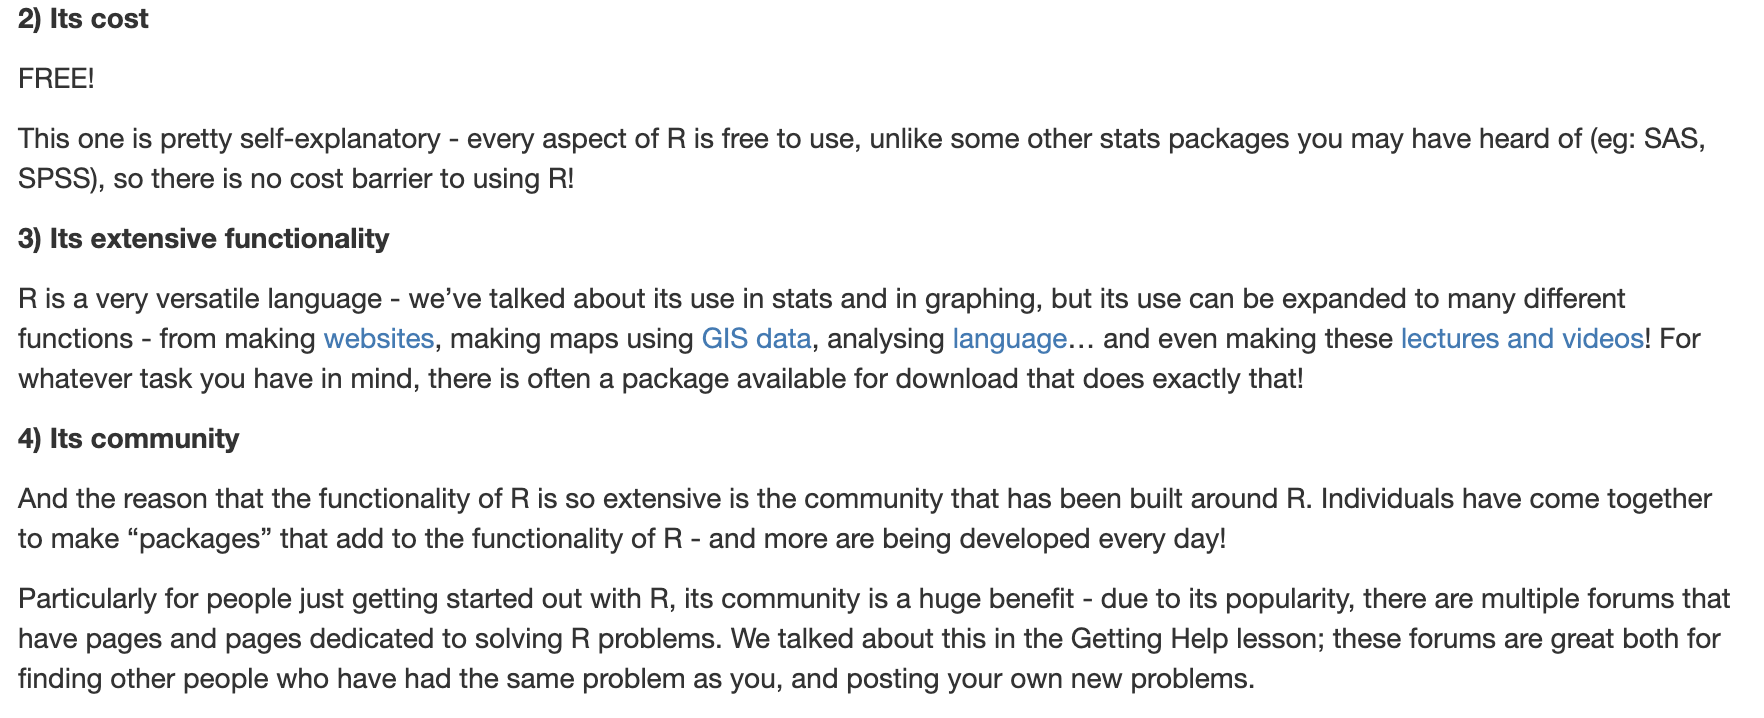 2) Its cost
FREE!
This one is pretty self-explanatory - every aspect of R is free to use, unlike some other stats packages you may have heard of (eg: SAS,
SPSS), so there is no cost barrier to using R!
3) Its extensive functionality
R is a very versatile language - we’ve talked about its use in stats and in graphing, but its use can be expanded to many different
functions - from making websites, making maps using GIS data, analysing language… and even making these lectures and videos! For
whatever task you have in mind, there is often a package available for download that does exactly that!
4) Its community
And the reason that the functionality of R is so extensive is the community that has been built around R. Individuals have come together
to make “packages” that add to the functionality of R - and more are being developed every day!
Particularly for people just getting started out with R, its community is a huge benefit - due to its popularity, there are multiple forums that
have pages and pages dedicated to solving R problems. We talked about this in the Getting Help lesson; these forums are great both for
finding other people who have had the same problem as you, and posting your own new problems.